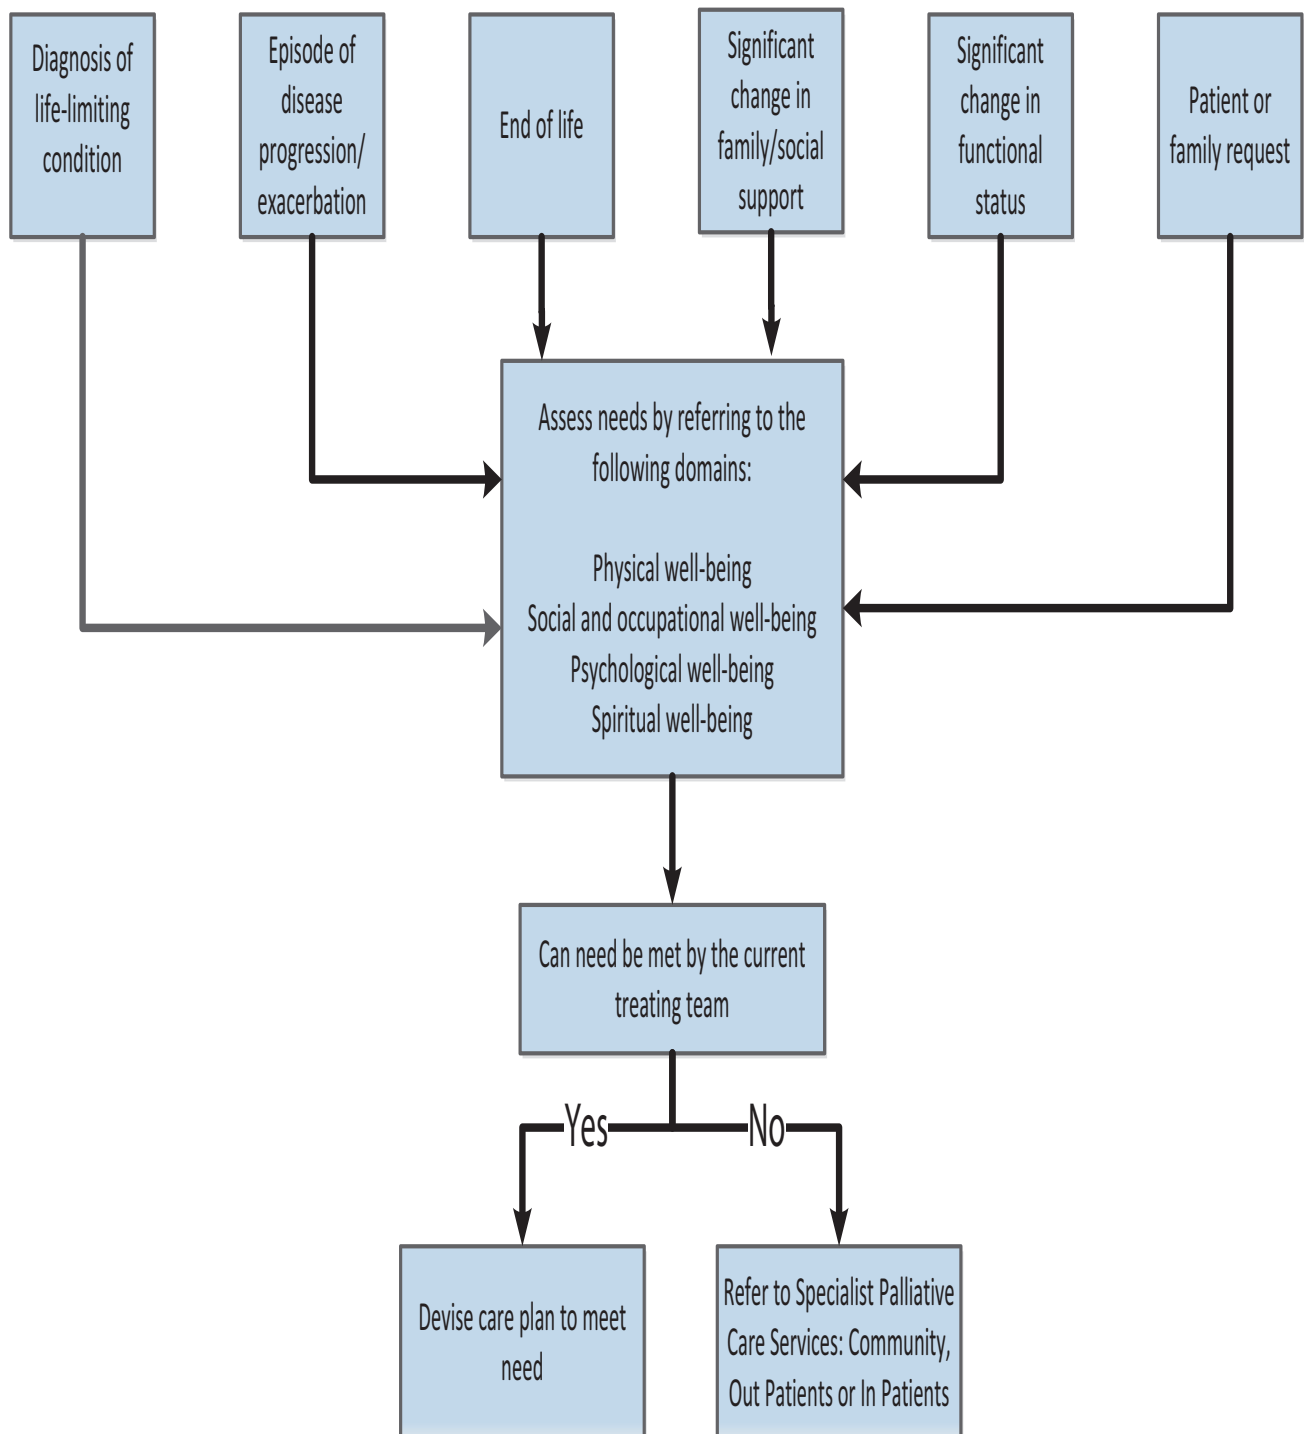 Diagnosis of
life-limiting
condition
Episode of
disease
progression/
exacerbation
End of life
Significant
change in
family/social
support
Significant
change in
functional
status
Patient or
family request
Assess needs by referring to the
following domains:
Physical well-being
Social and occupational well-being
Psychological well-being
Spiritual well-being
Can need be met by the current
treating team
Yes
No
Devise care plan to meet
need
Refer to Specialist Palliative
Care Services: Community,
Out Patients or In Patients